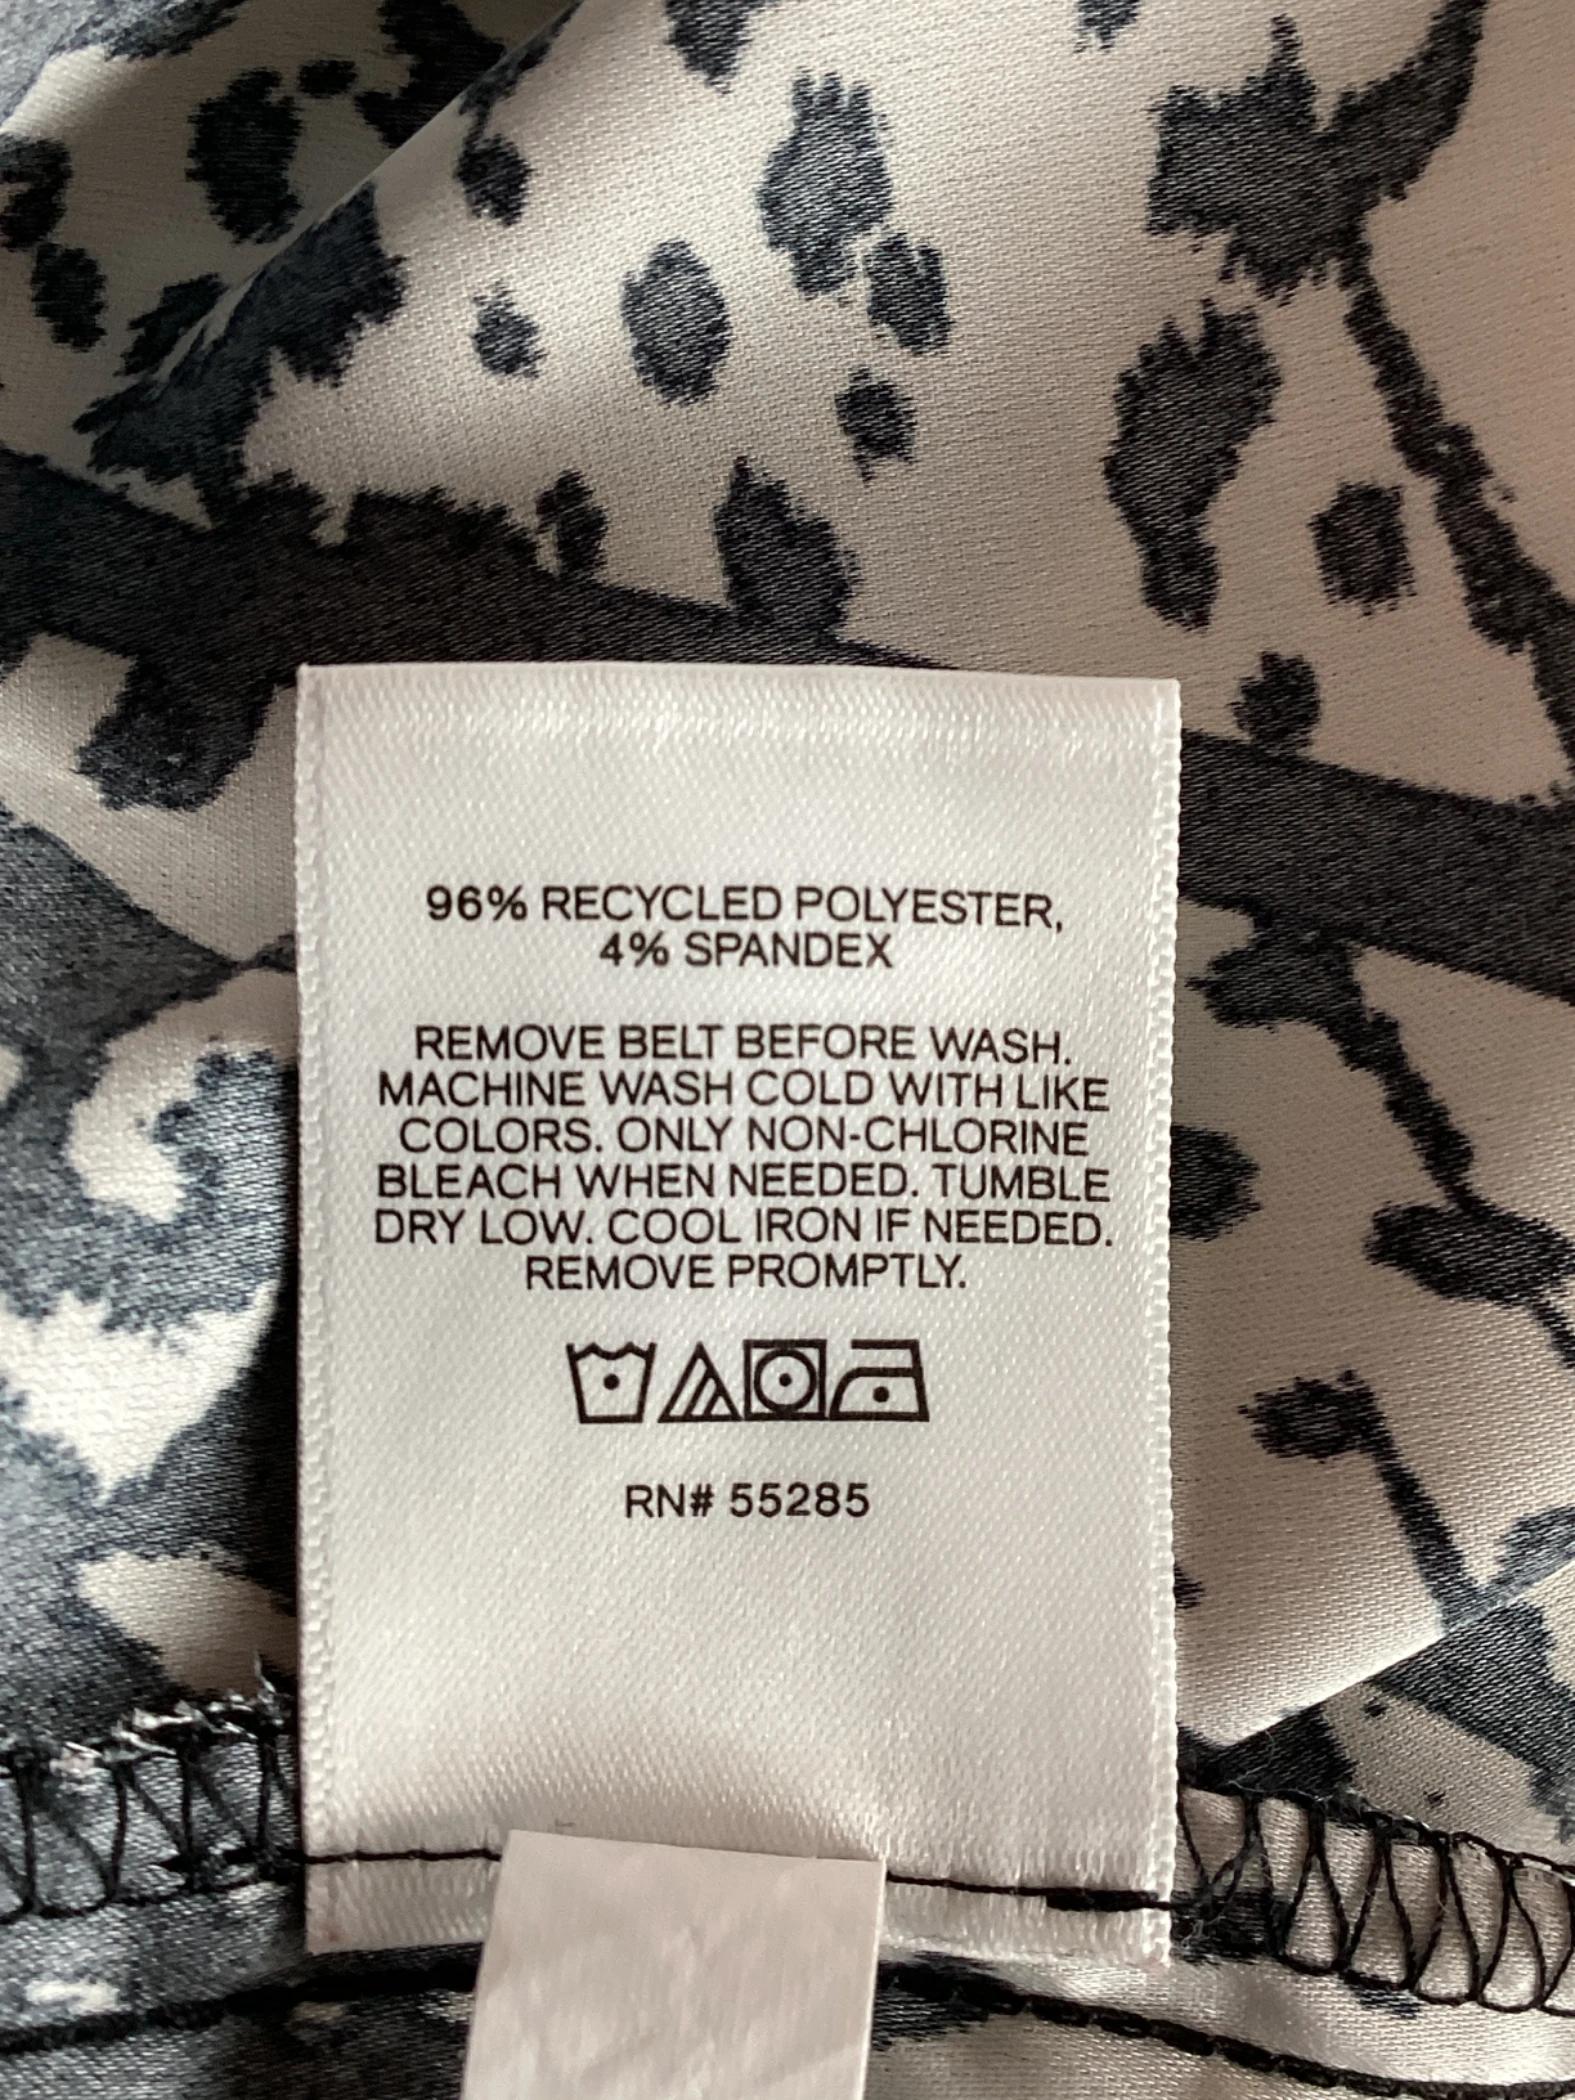 96% RECYCLED POLYESTER,
4% SPANDEX
REMOVE BELT BEFORE WASH.
MACHINE WASH COLD WITH LIKE
COLORS. ONLY NON-CHLORINE
BLEACH WHEN NEEDED. TUMBLE
DRY LOW. COOL IRON IF NEEDED.
REMOVE PROMPTLY.
RN# 55285